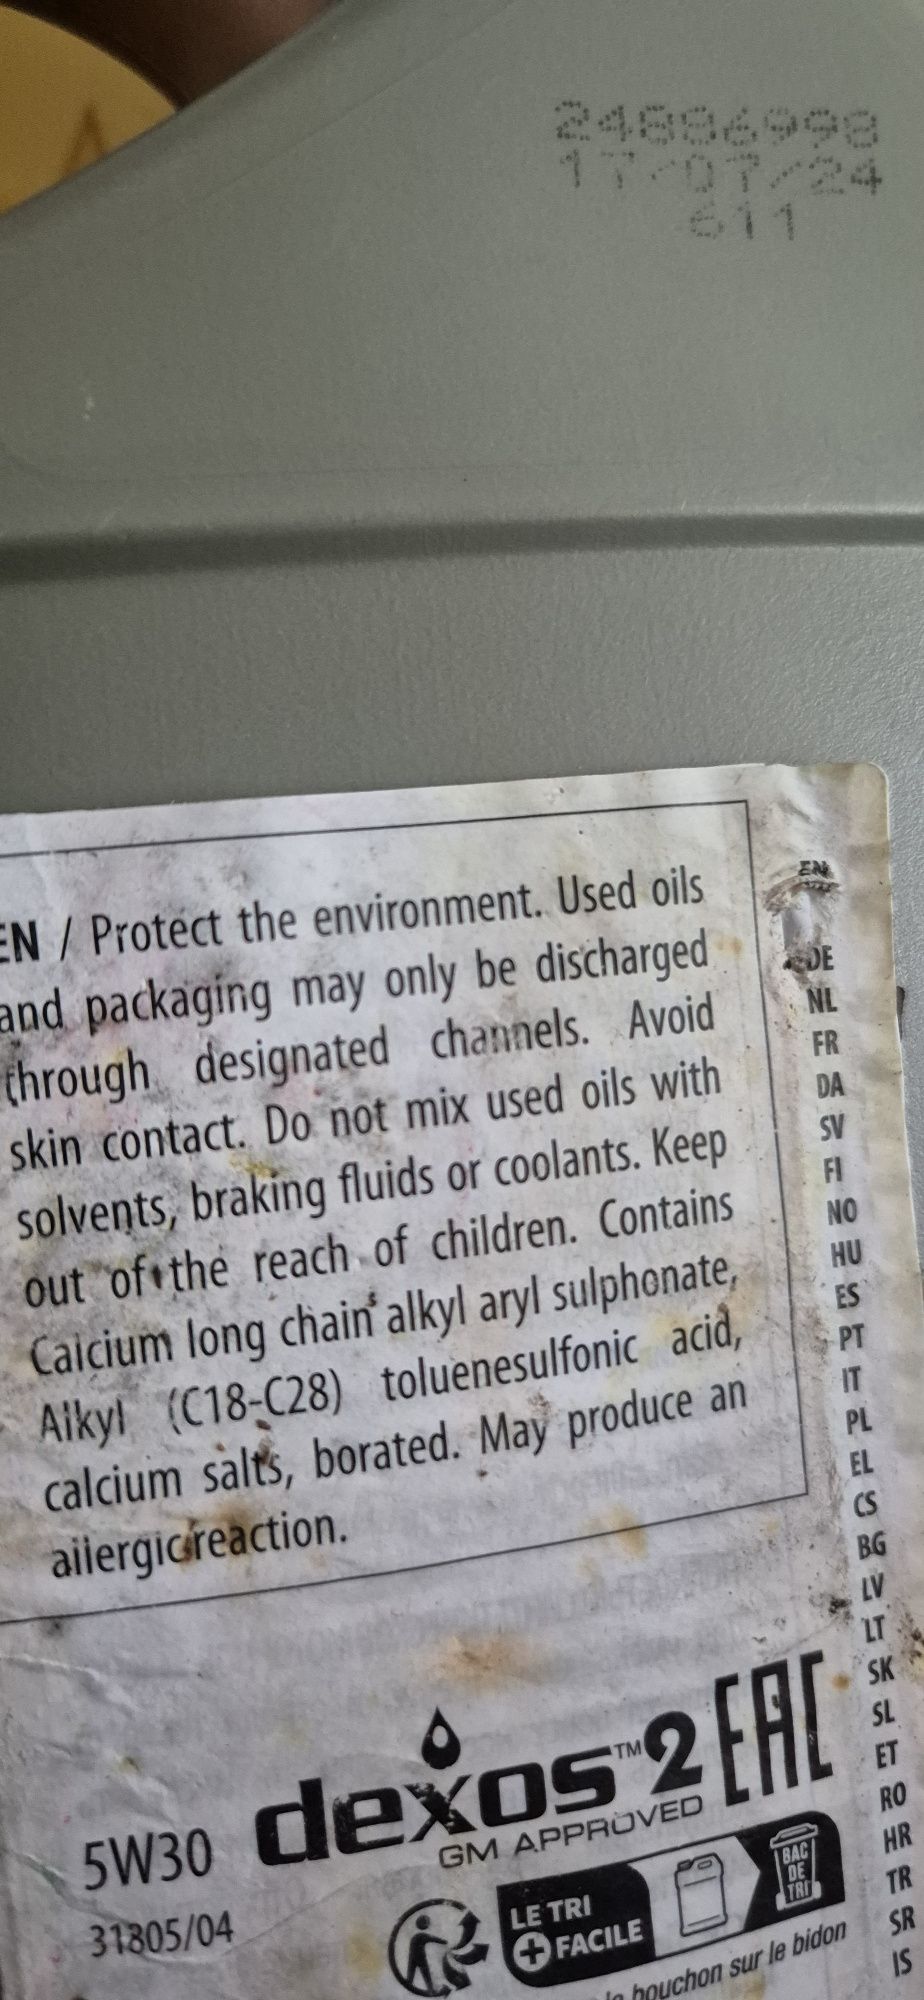 24886998
17/07/24
611
EN / Protect the environment. Used oils
and packaging may only be discharged
through designated channels. Avoid
skin contact. Do not mix used oils with
solvents, braking fluids or coolants. Keep
out of the reach of children. Contains
Calcium long chain alkyl aryl sulphonate,
Alkyl (C18-C28) toluenesulfonic acid,
calcium salts, borated. May produce an
allergic reaction.
EN
DE
NL
FR
DA
SV
FI
NO
HU
ES
PT
IT
PL
EL
CS
BG
LV
LT
SK
SL
ET
RO
HR
TR
SR
IS
5W30
dexos™2
GM APPROVED
EAC
31805/04
LE TRI
+ FACILE
BAC
DE
TRI
bouchon sur le bidon